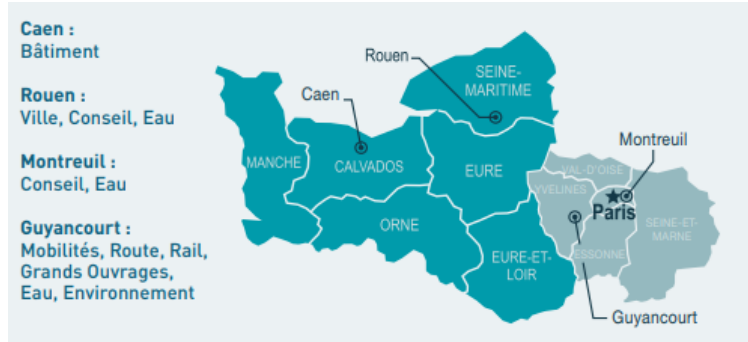 Caen :
Bâtiment
Rouen :
Ville, Conseil, Eau
Montreuil :
Conseil, Eau
Guyancourt :
Mobilités, Route, Rail,
Grands Ouvrages,
Eau, Environnement
Rouen
SEINE-
MARITIME
Caen
Montreuil
MANCHE
CALVADOS
EURE
VAL-D'OISE
YVELINES
Paris
SEINE-ET-
MARNE
ORNE
EURE-ET-
LOIR
ESSONNE
Guyancourt